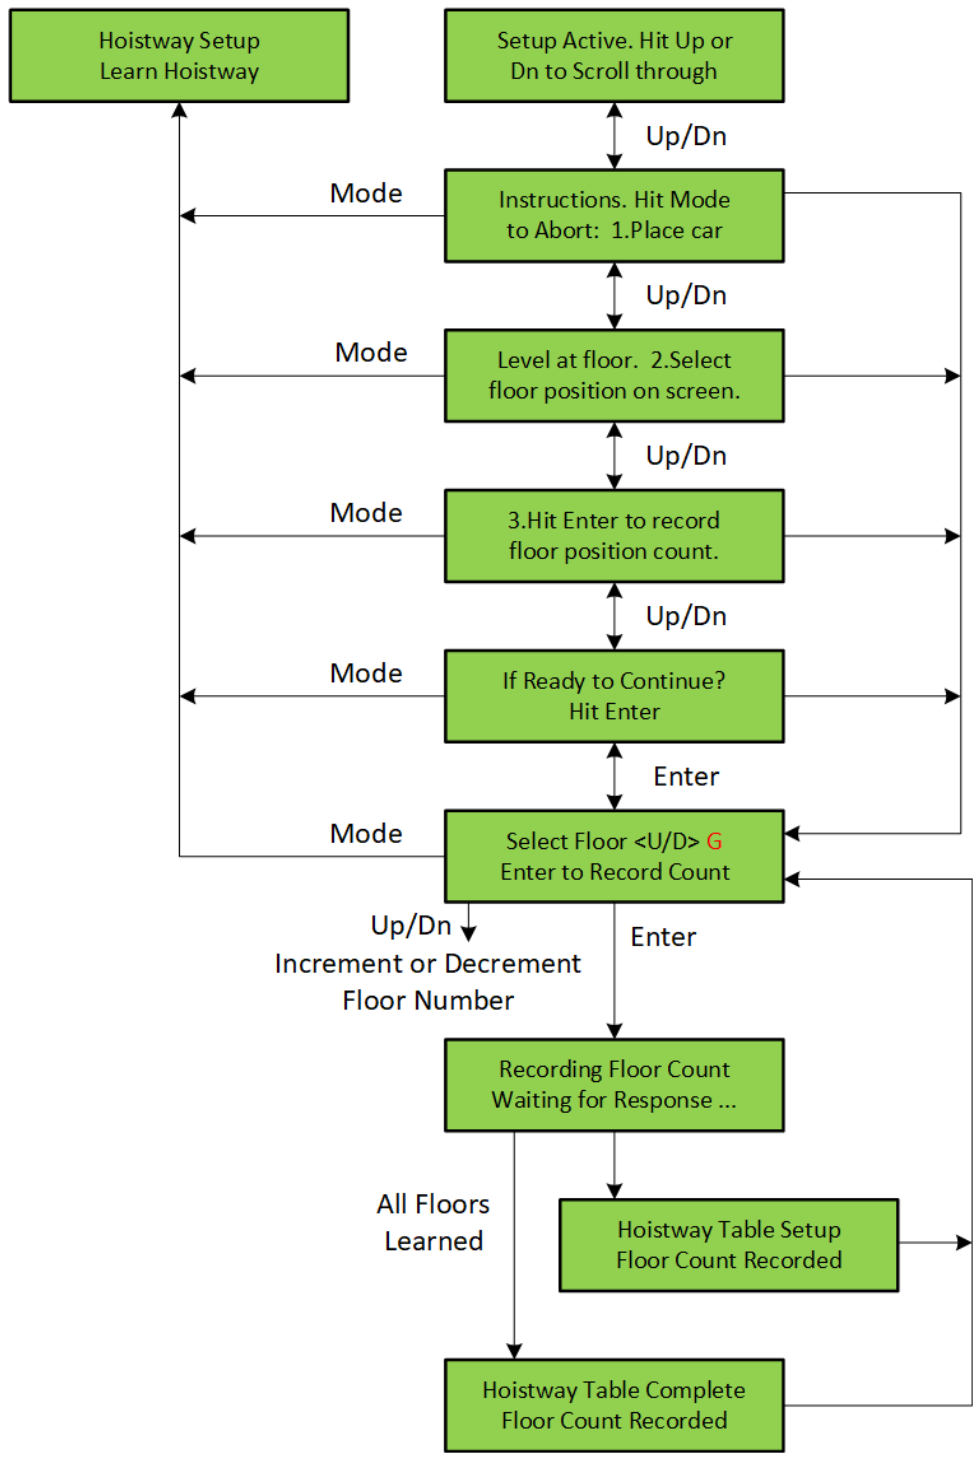 Hoistway Setup
Learn Hoistway
Setup Active. Hit Up or
Dn to Scroll through
Up/Dn
Mode
Instructions. Hit Mode
to Abort:  1.Place car
Up/Dn
Mode
Level at floor.  2.Select
floor position on screen.
Up/Dn
Mode
3.Hit Enter to record
floor position count.
Up/Dn
Mode
If Ready to Continue?
Hit Enter
Enter
Mode
Select Floor <U/D> G
Enter to Record Count
Up/Dn
Increment or Decrement
Floor Number
Enter
Recording Floor Count
Waiting for Response ...
All Floors
Learned
Hoistway Table Setup
Floor Count Recorded
Hoistway Table Complete
Floor Count Recorded